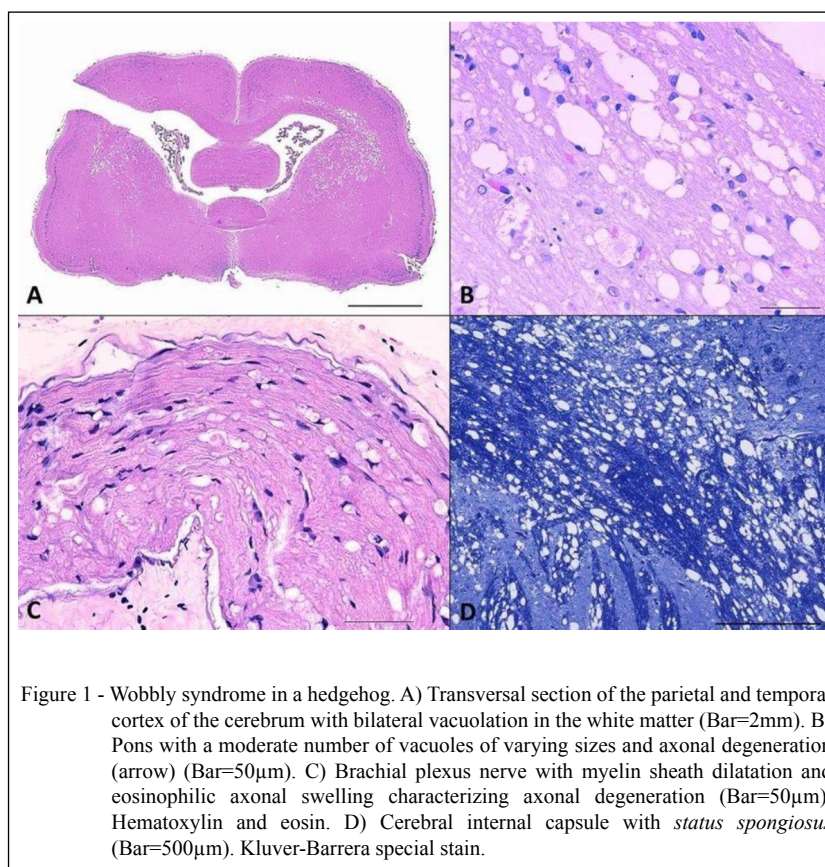 A
B
C
D
Figure 1 - Wobbly syndrome in a hedgehog. A) Transversal section of the parietal and tempora
cortex of the cerebrum with bilateral vacuolation in the white matter (Bar=2mm). B
Pons with a moderate number of vacuoles of varying sizes and axonal degeneration
(arrow) (Bar=50µm). C) Brachial plexus nerve with myelin sheath dilatation and
eosinophilic axonal swelling characterizing axonal degeneration (Bar=50µm)
Hematoxylin and eosin. D) Cerebral internal capsule with status spongiosus
(Bar=500µm). Kluver-Barrera special stain.